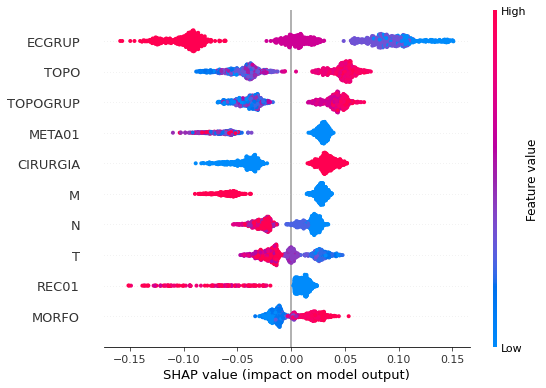 High
ECGRUP
TOPO
TOPOGRUP
META01
CIRURGIA
M
N
T
REC01
MORFO
Feature value
Low
−0.15 −0.10 −0.05 0.00 0.05 0.10 0.15
SHAP value (impact on model output)